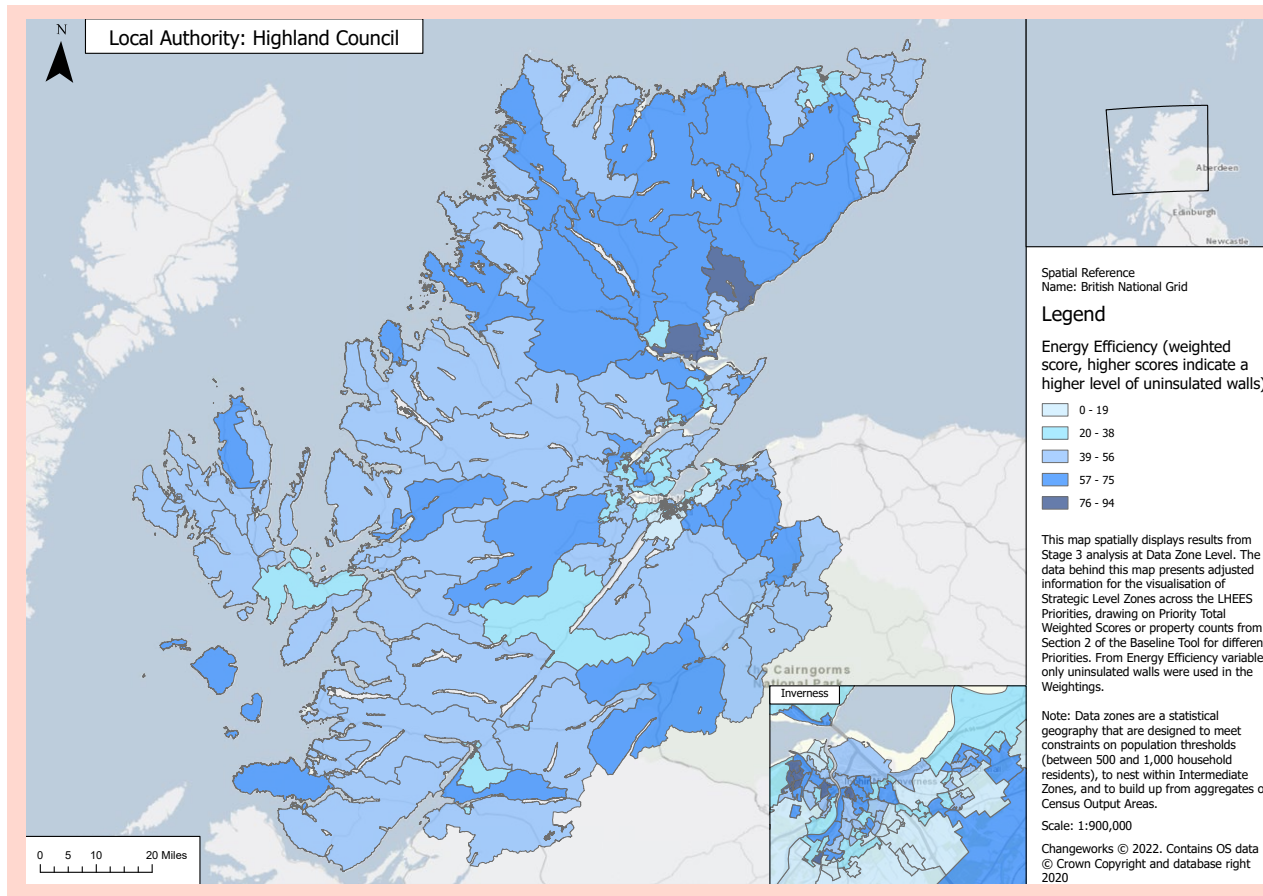 N
Local Authority: Highland Council
Aberdeen
Edinburgh
Newcastle
Spatial Reference
Name: British National Grid
Legend
Energy Efficiency (weighted
score, higher scores indicate a
higher level of uninsulated walls)
0 - 19
20 - 38
39 - 56
57 - 75
76 - 94
This map spatially displays results from
Stage 3 analysis at Data Zone Level. The
data behind this map presents adjusted
information for the visualisation of
Strategic Level Zones across the LHEES
Priorities, drawing on Priority Total
Weighted Scores or property counts from
Section 2 of the Baseline Tool for differen
Priorities. From Energy Efficiency variable
only uninsulated walls were used in the
Weightings.
Note: Data zones are a statistical
geography that are designed to meet
constraints on population thresholds
(between 500 and 1,000 household
residents), to nest within Intermediate
Zones, and to build up from aggregates o
Census Output Areas.
Scale: 1:900,000
Changeworks © 2022. Contains OS data
© Crown Copyright and database right
2020
Cairngorms
National Park
Inverness
0 5 10 20 Miles